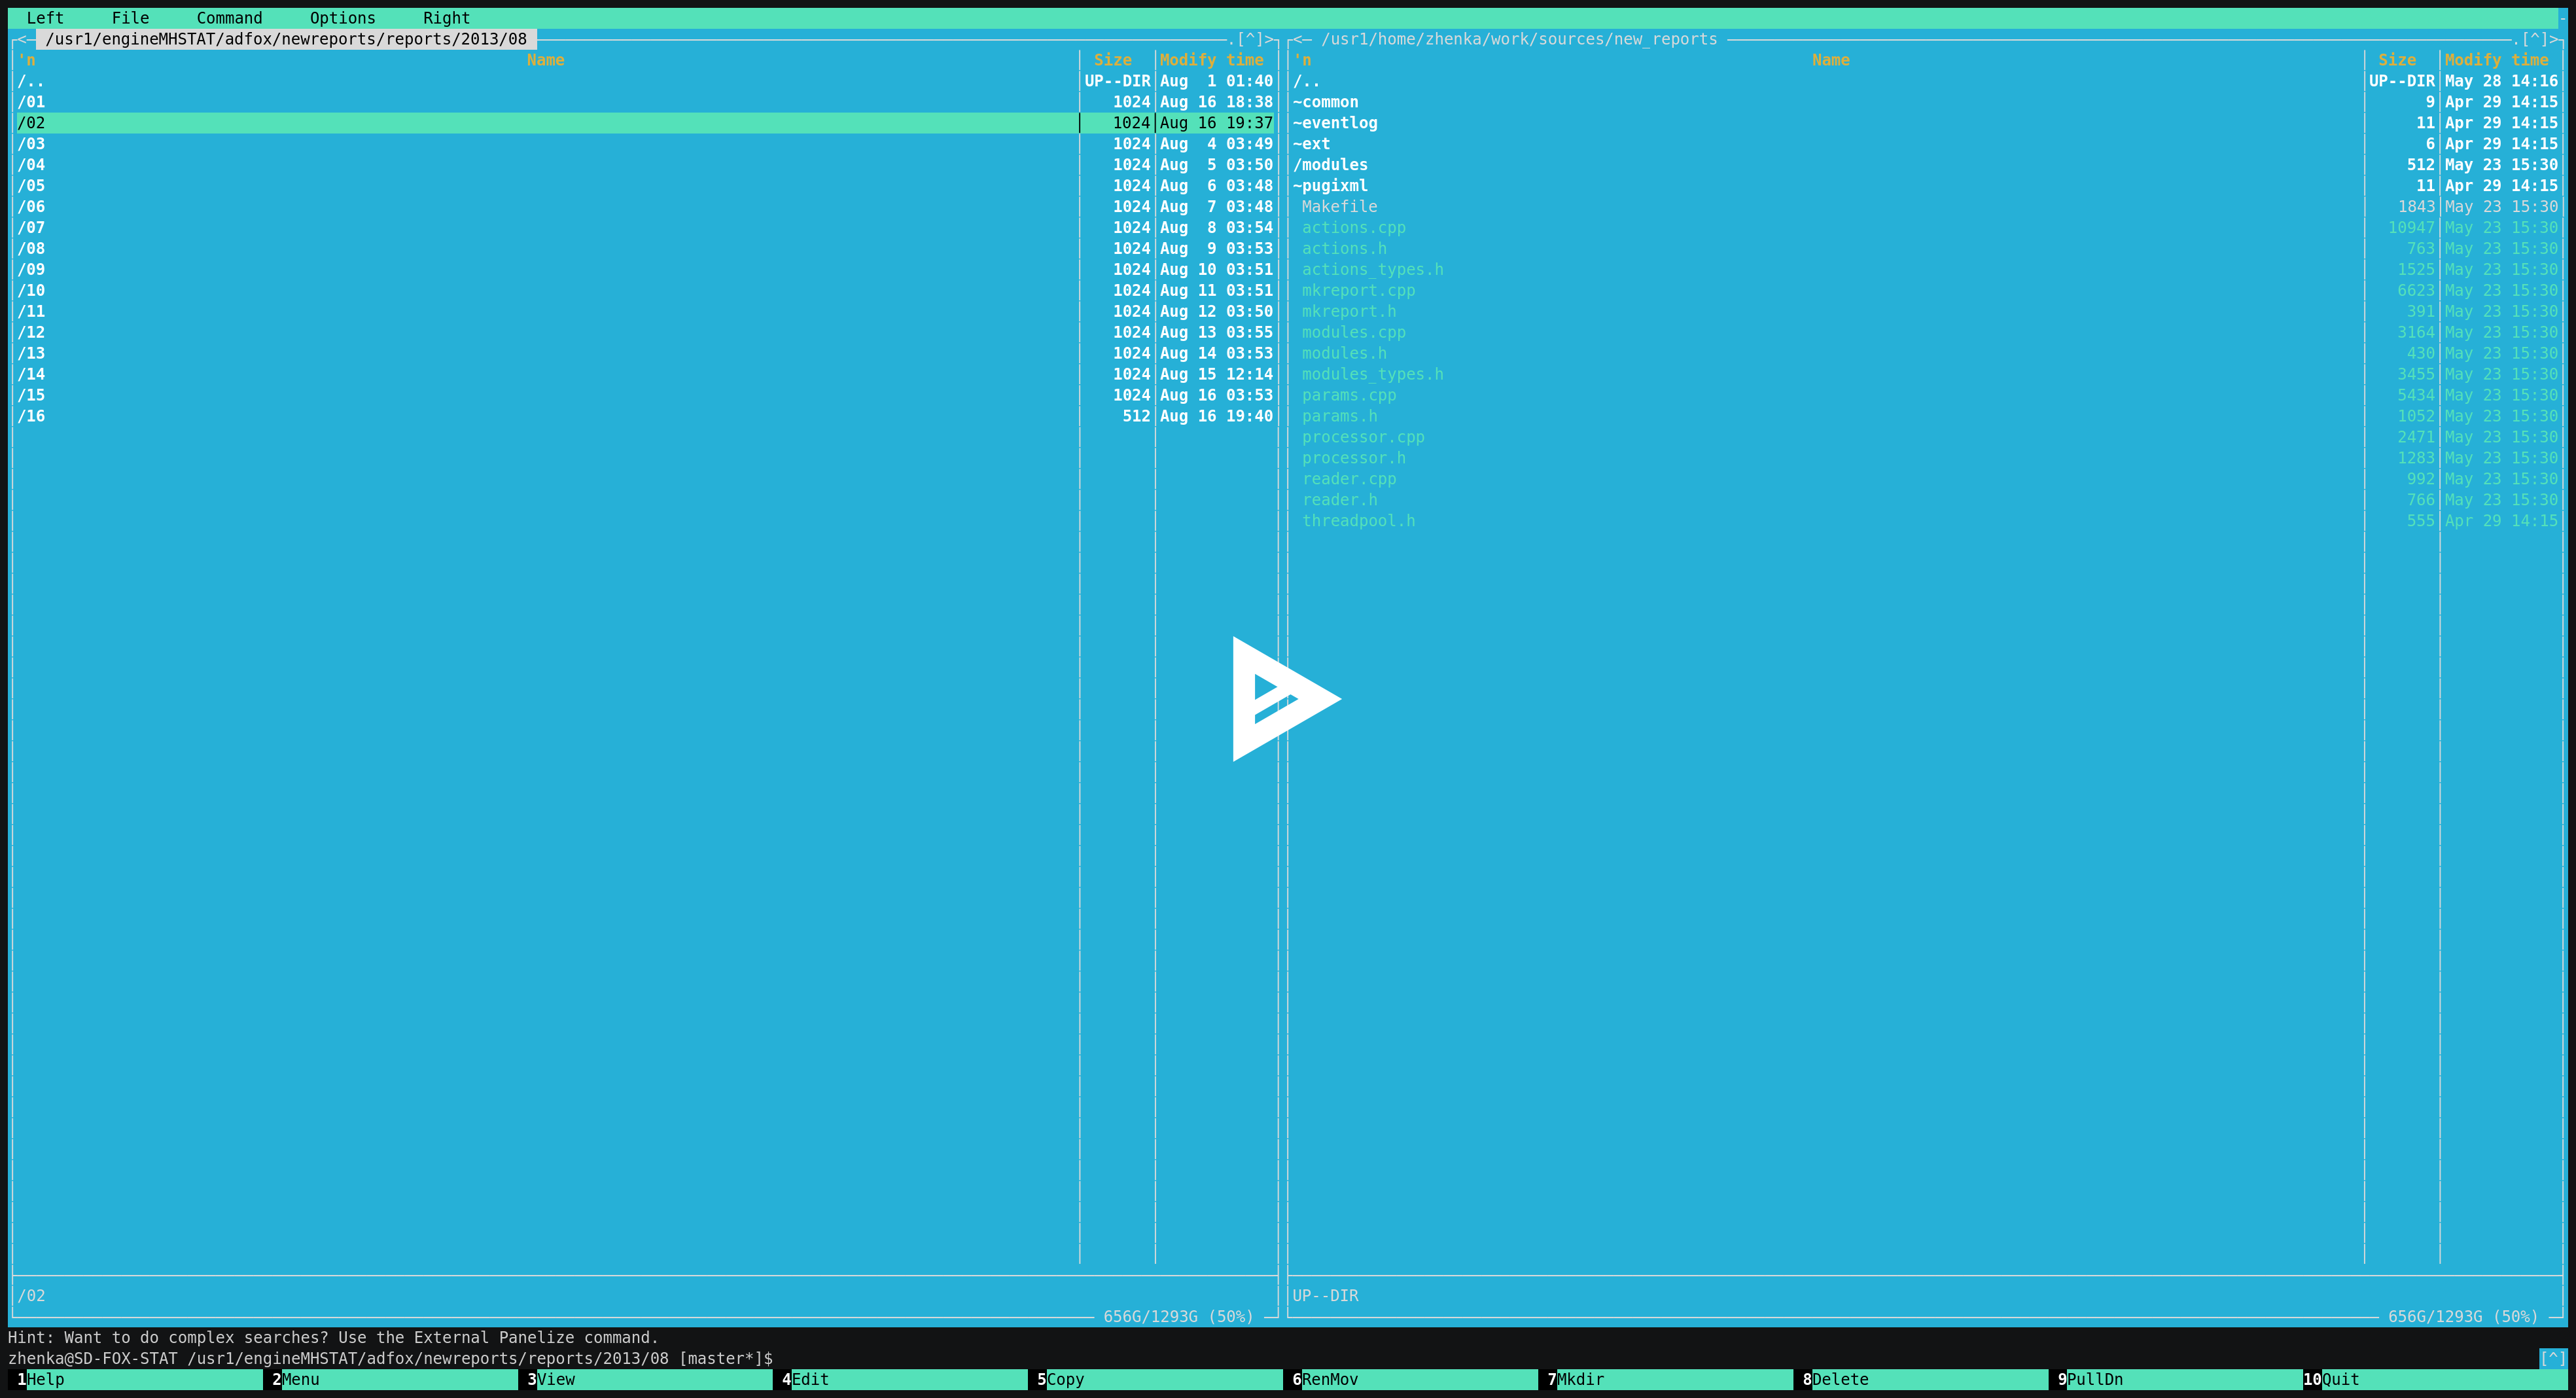 Left File Command Options Right
<─ /usr1/engineMHSTAT/adfox/newreports/reports/2013/08 .[^]>
'n Name Size Modify time
/.. UP--DIR Aug 1 01:40
/01 1024 Aug 16 18:38
/02 1024 Aug 16 19:37
/03 1024 Aug 4 03:49
/04 1024 Aug 5 03:50
/05 1024 Aug 6 03:48
/06 1024 Aug 7 03:48
/07 1024 Aug 8 03:54
/08 1024 Aug 9 03:53
/09 1024 Aug 10 03:51
/10 1024 Aug 11 03:51
/11 1024 Aug 12 03:50
/12 1024 Aug 13 03:55
/13 1024 Aug 14 03:53
/14 1024 Aug 15 12:14
/15 1024 Aug 16 03:53
/16 512 Aug 16 19:40
/02
656G/1293G (50%)
<─ /usr1/home/zhenka/work/sources/new_reports .[^]>
'n Name Size Modify time
/.. UP--DIR May 28 14:16
~common 9 Apr 29 14:15
~eventlog 11 Apr 29 14:15
~ext 6 Apr 29 14:15
/modules 512 May 23 15:30
~pugixml 11 Apr 29 14:15
Makefile 1843 May 23 15:30
actions.cpp 10947 May 23 15:30
actions.h 763 May 23 15:30
actions_types.h 1525 May 23 15:30
mkreport.cpp 6623 May 23 15:30
mkreport.h 391 May 23 15:30
modules.cpp 3164 May 23 15:30
modules.h 430 May 23 15:30
modules_types.h 3455 May 23 15:30
params.cpp 5434 May 23 15:30
params.h 1052 May 23 15:30
processor.cpp 2471 May 23 15:30
processor.h 1283 May 23 15:30
reader.cpp 992 May 23 15:30
reader.h 766 May 23 15:30
threadpool.h 555 Apr 29 14:15
UP--DIR
656G/1293G (50%)
Hint: Want to do complex searches? Use the External Panelize command.
zhenka@SD-FOX-STAT /usr1/engineMHSTAT/adfox/newreports/reports/2013/08 [master*]$ [^]
1Help 2Menu 3View 4Edit 5Copy 6RenMov 7Mkdir 8Delete 9PullDn 10Quit